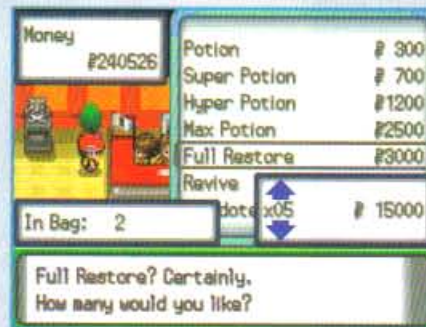 Money
₽240526
Potion ₽ 300
Super Potion ₽ 700
Hyper Potion ₽1200
Max Potion ₽2500
Full Restore ₽3000
Revive
dote x05 ₽ 15000
In Bag: 2
Full Restore? Certainly.
How many would you like?